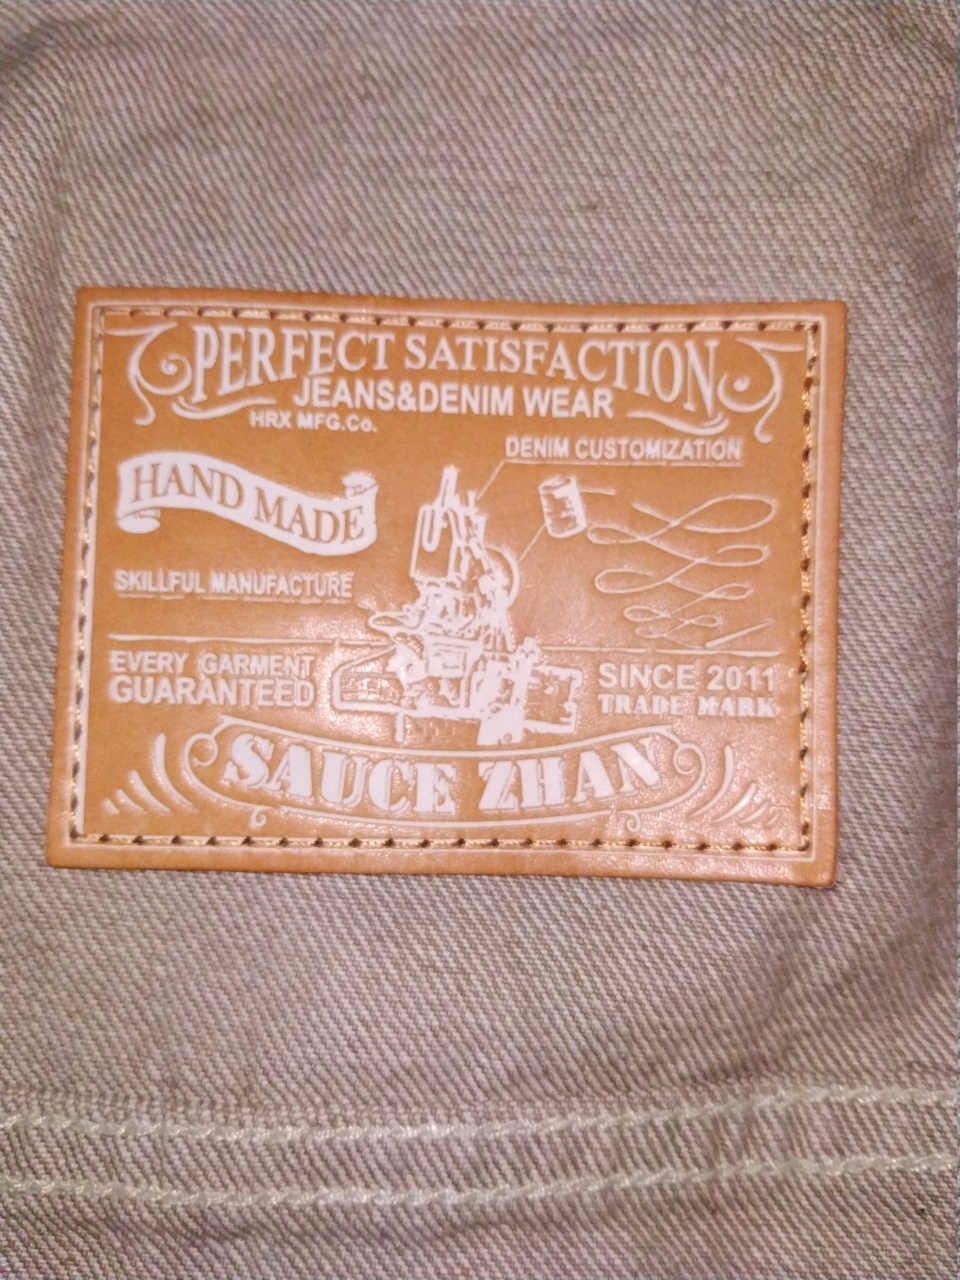 PERFECT SATISFACTION
JEANS&DENIM WEAR
HRX MFG.Co.
DENIM CUSTOMIZATION
HAND MADE
SKILLFUL MANUFACTURE
EVERY GARMENT
GUARANTEED
SINCE 2011
TRADE MARK
SAUCE ZHAN